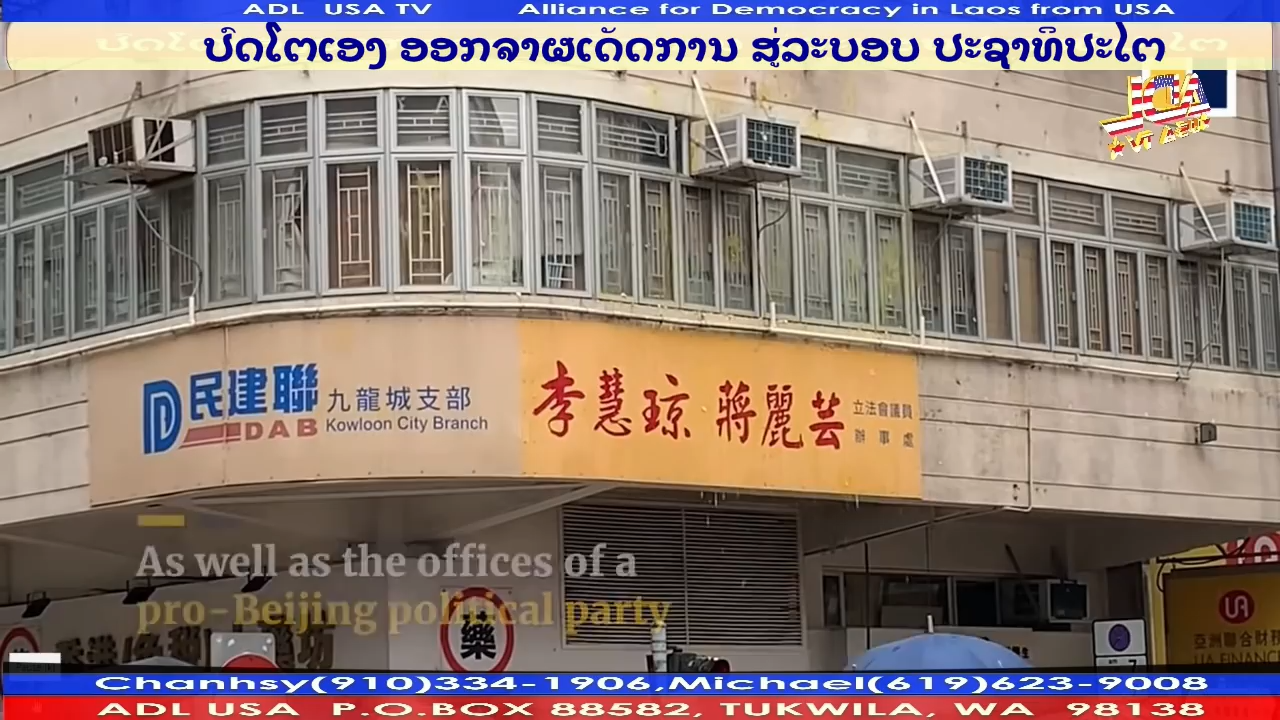 ADL USA TV Alliance for Democracy in Laos from USA
ປົດໂຕເອງ ອອກຈາຜເດັດການ ສູ່ລະບອບ ປະຊາທິປະໄຕ
民建聯 九龍城支部
DAB Kowloon City Branch
李慧琼 蔣麗芸 立法會議員
辦事處
As well as the offices of a
pro-Beijing political party
藥
亞洲聯合財務
UA FINANCE
Chanhsy(910)334-1906,Michael(619)623-9008
ADL USA P.O.BOX 88582, TUKWILA, WA 98138